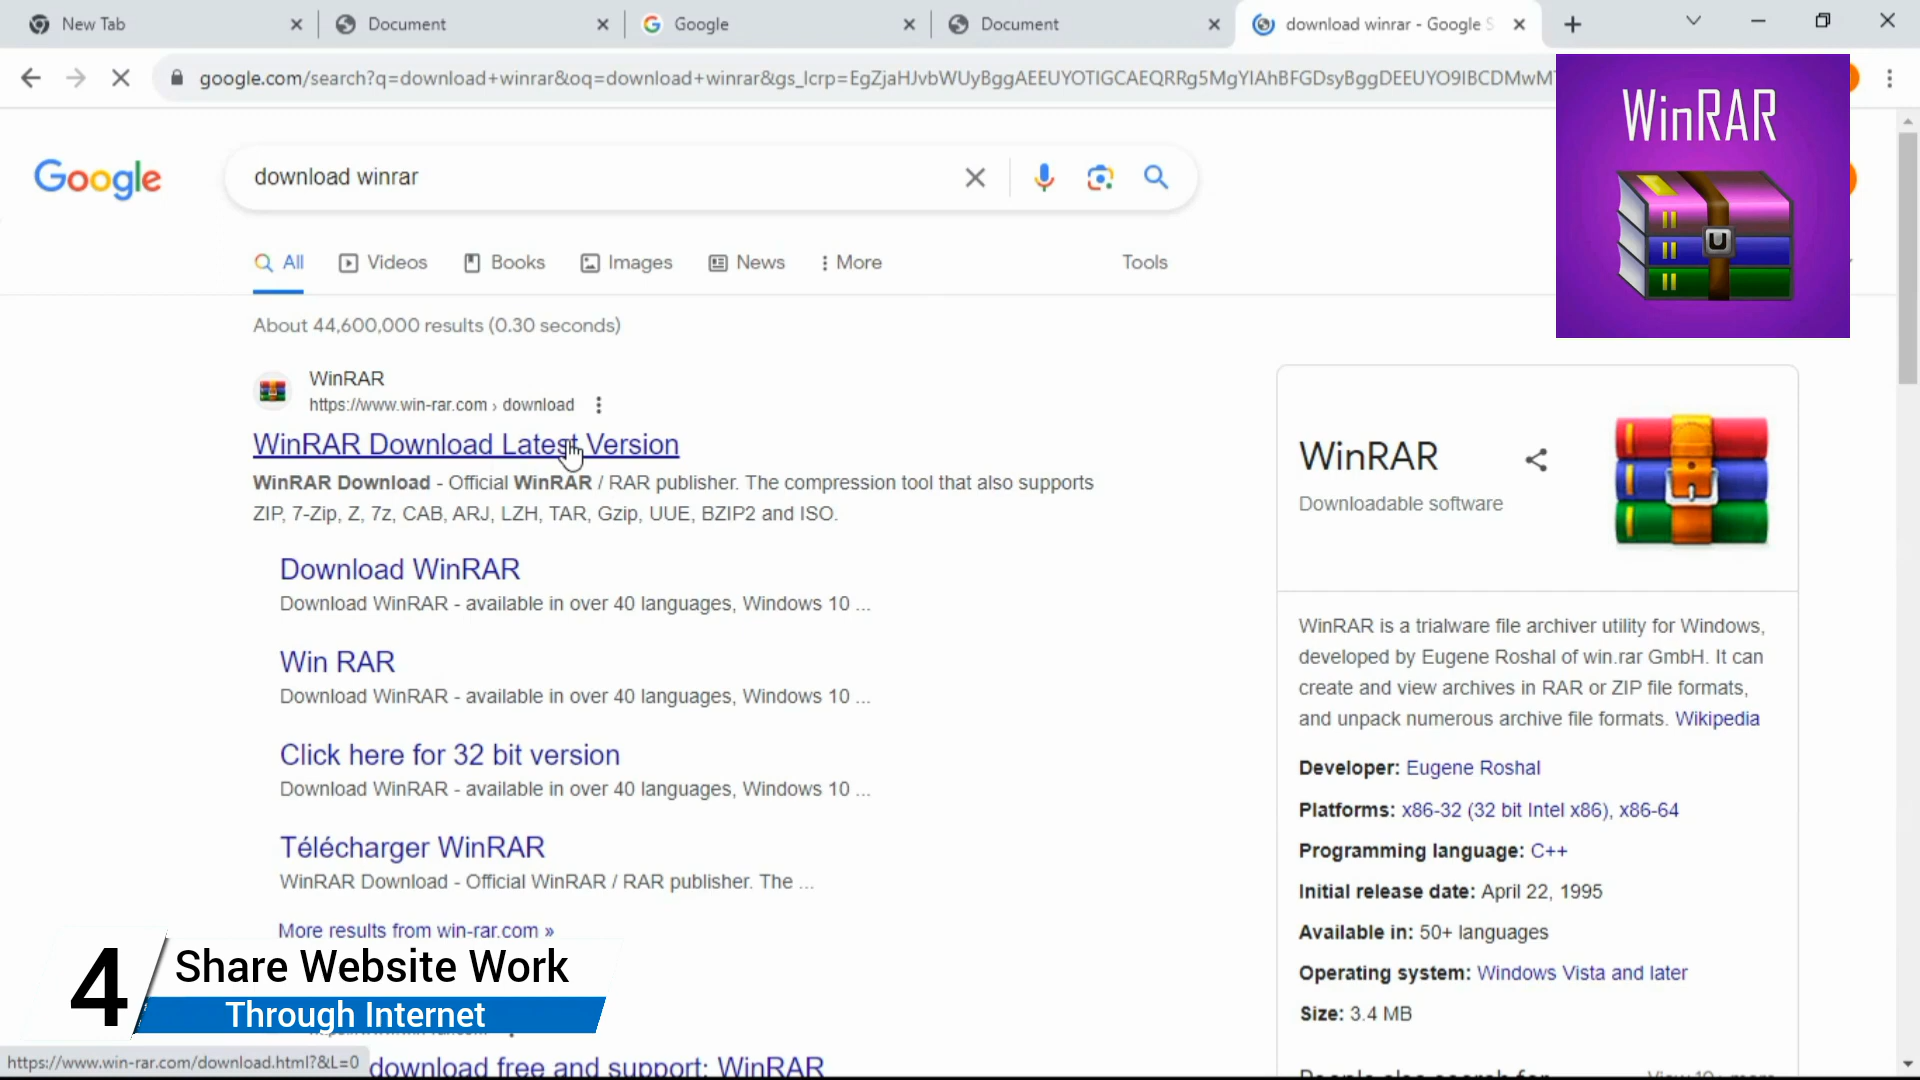 New Tab
Document
Google
Document
download winrar - Google S
google.com/search?q=download+winrar&oq=download+winrar&gs_lcrp=EgZjaHJvbWUyBggAEEUYOTIGCAEQRRg5MgYIAhBFGDsyBggDEEUYO9IBCDMwM
WinRAR
Google
download winrar
All
Videos
Books
Images
News
More
Tools
About 44,600,000 results (0.30 seconds)
WinRAR
https://www.win-rar.com › download
WinRAR Download Latest Version
WinRAR Download - Official WinRAR / RAR publisher. The compression tool that also supports
ZIP, 7-Zip, Z, 7z, CAB, ARJ, LZH, TAR, Gzip, UUE, BZIP2 and ISO.
Download WinRAR
Download WinRAR - available in over 40 languages, Windows 10 ...
Win RAR
Download WinRAR - available in over 40 languages, Windows 10 ...
Click here for 32 bit version
Download WinRAR - available in over 40 languages, Windows 10 ...
Télécharger WinRAR
WinRAR Download - Official WinRAR / RAR publisher. The ...
More results from win-rar.com »
download free and support: WinRAR
WinRAR
Downloadable software
WinRAR is a trialware file archiver utility for Windows,
developed by Eugene Roshal of win.rar GmbH. It can
create and view archives in RAR or ZIP file formats,
and unpack numerous archive file formats. Wikipedia
Developer: Eugene Roshal
Platforms: x86-32 (32 bit Intel x86), x86-64
Programming language: C++
Initial release date: April 22, 1995
Available in: 50+ languages
Operating system: Windows Vista and later
Size: 3.4 MB
4
Share Website Work
Through Internet
https://www.win-rar.com/download.html?&L=0